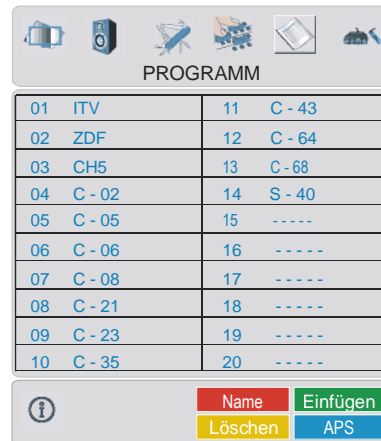 PROGRAMM
01 ITV 11 C - 43
02 ZDF 12 C - 64
03 CH5 13 C - 68
04 C - 02 14 S - 40
05 C - 05 15 - - - - -
06 C - 06 16 - - - - -
07 C - 08 17 - - - - -
08 C - 21 18 - - - - -
09 C - 23 19 - - - - -
10 C - 35 20 - - - - -
Name Einfügen
Löschen APS